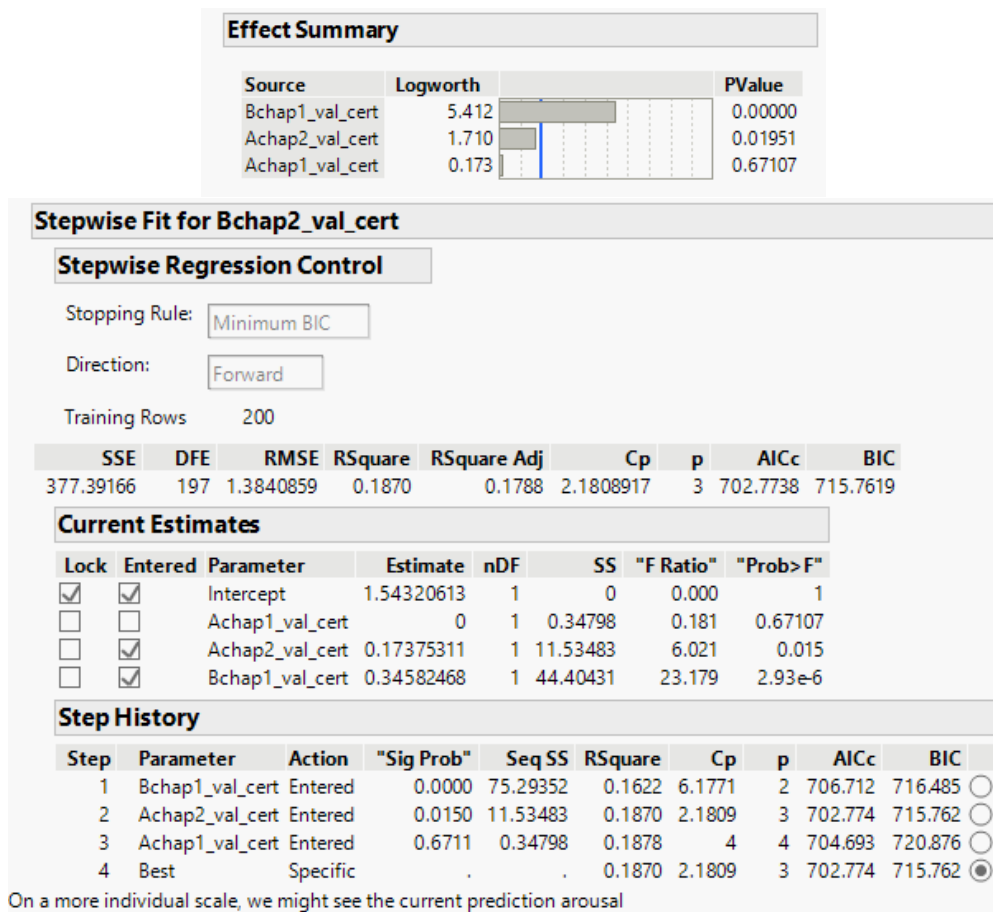 Effect Summary
Source Logworth PValue
Bchap1_val_cert 5.412 0.00000
Achap2_val_cert 1.710 0.01951
Achap1_val_cert 0.173 0.67107
Stepwise Fit for Bchap2_val_cert
Stepwise Regression Control
Stopping Rule: Minimum BIC
Direction: Forward
Training Rows 200
SSE DFE RMSE RSquare RSquare Adj Cp p AICc BIC
377.39166 197 1.3840859 0.1870 0.1788 2.1808917 3 702.7738 715.7619
Current Estimates
Lock Entered Parameter Estimate nDF SS "F Ratio" "Prob>F"
Intercept 1.54320613 1 0 0.000 1
Achap1_val_cert 0 1 0.34798 0.181 0.67107
Achap2_val_cert 0.17375311 1 11.53483 6.021 0.015
Bchap1_val_cert 0.34582468 1 44.40431 23.179 2.93e-6
Step History
Step Parameter Action "Sig Prob" Seq SS RSquare Cp p AICc BIC
1 Bchap1_val_cert Entered 0.0000 75.29352 0.1622 6.1771 2 706.712 716.485
2 Achap2_val_cert Entered 0.0150 11.53483 0.1870 2.1809 3 702.774 715.762
3 Achap1_val_cert Entered 0.6711 0.34798 0.1878 4 4 704.693 720.876
4 Best Specific . . 0.1870 2.1809 3 702.774 715.762
On a more individual scale, we might see the current prediction arousal